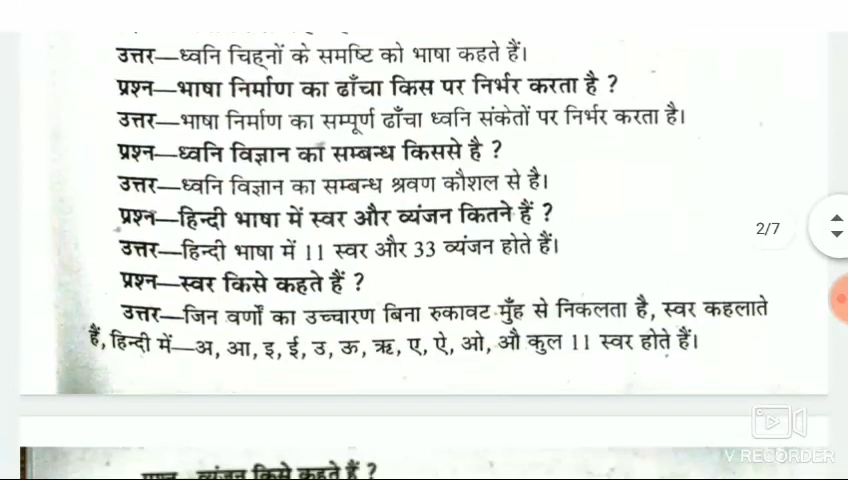 उत्तर—ध्वनि चिह्नों के समष्टि को भाषा कहते हैं।
प्रश्न—भाषा निर्माण का ढाँचा किस पर निर्भर करता है ?
उत्तर—भाषा निर्माण का सम्पूर्ण ढाँचा ध्वनि संकेतों पर निर्भर करता है।
प्रश्न—ध्वनि विज्ञान का सम्बन्ध किससे है ?
उत्तर—ध्वनि विज्ञान का सम्बन्ध श्रवण कौशल से है।
प्रश्न—हिन्दी भाषा में स्वर और व्यंजन कितने हैं ?
2/7
उत्तर—हिन्दी भाषा में 11 स्वर और 33 व्यंजन होते हैं।
प्रश्न—स्वर किसे कहते हैं ?
उत्तर—जिन वर्णों का उच्चारण बिना रुकावट मुँह से निकलता है, स्वर कहलाते
हैं, हिन्दी में—अ, आ, इ, ई, उ, ऊ, ऋ, ए, ऐ, ओ, औ कुल 11 स्वर होते हैं।
V RECORDER
प्रश्न—व्यंजन किसे कहते हैं ?